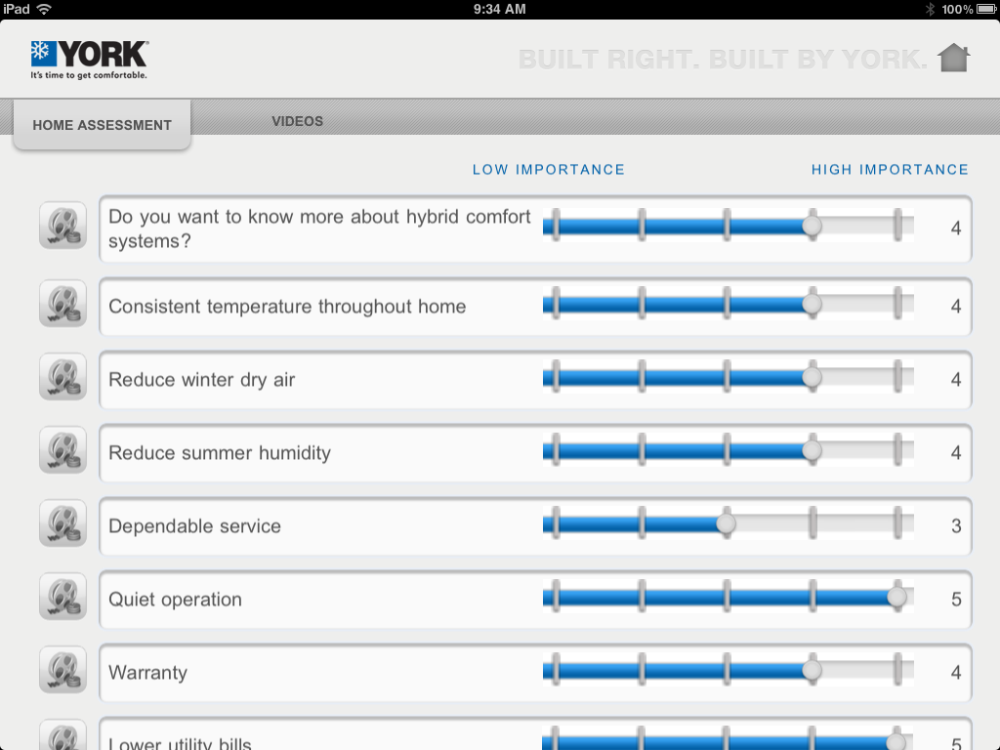 iPad 9:34 AM 100%
YORK
It's time to get comfortable.
BUILT RIGHT. BUILT BY YORK.
HOME ASSESSMENT VIDEOS
LOW IMPORTANCE HIGH IMPORTANCE
Do you want to know more about hybrid comfort
systems? 4
Consistent temperature throughout home 4
Reduce winter dry air 4
Reduce summer humidity 4
Dependable service 3
Quiet operation 5
Warranty 4
Lower utility bills 5